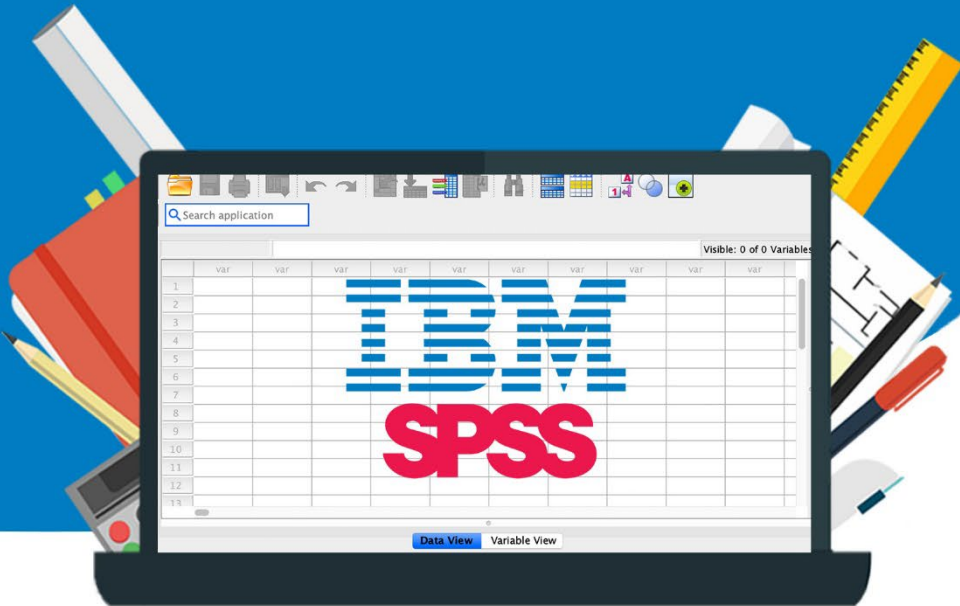 Search application
Visible: 0 of 0 Variables
var var var var var var var var var var
1
2
3
4
5
6
7
8
9
10
11
12
13
IBM
SPSS
Data View Variable View